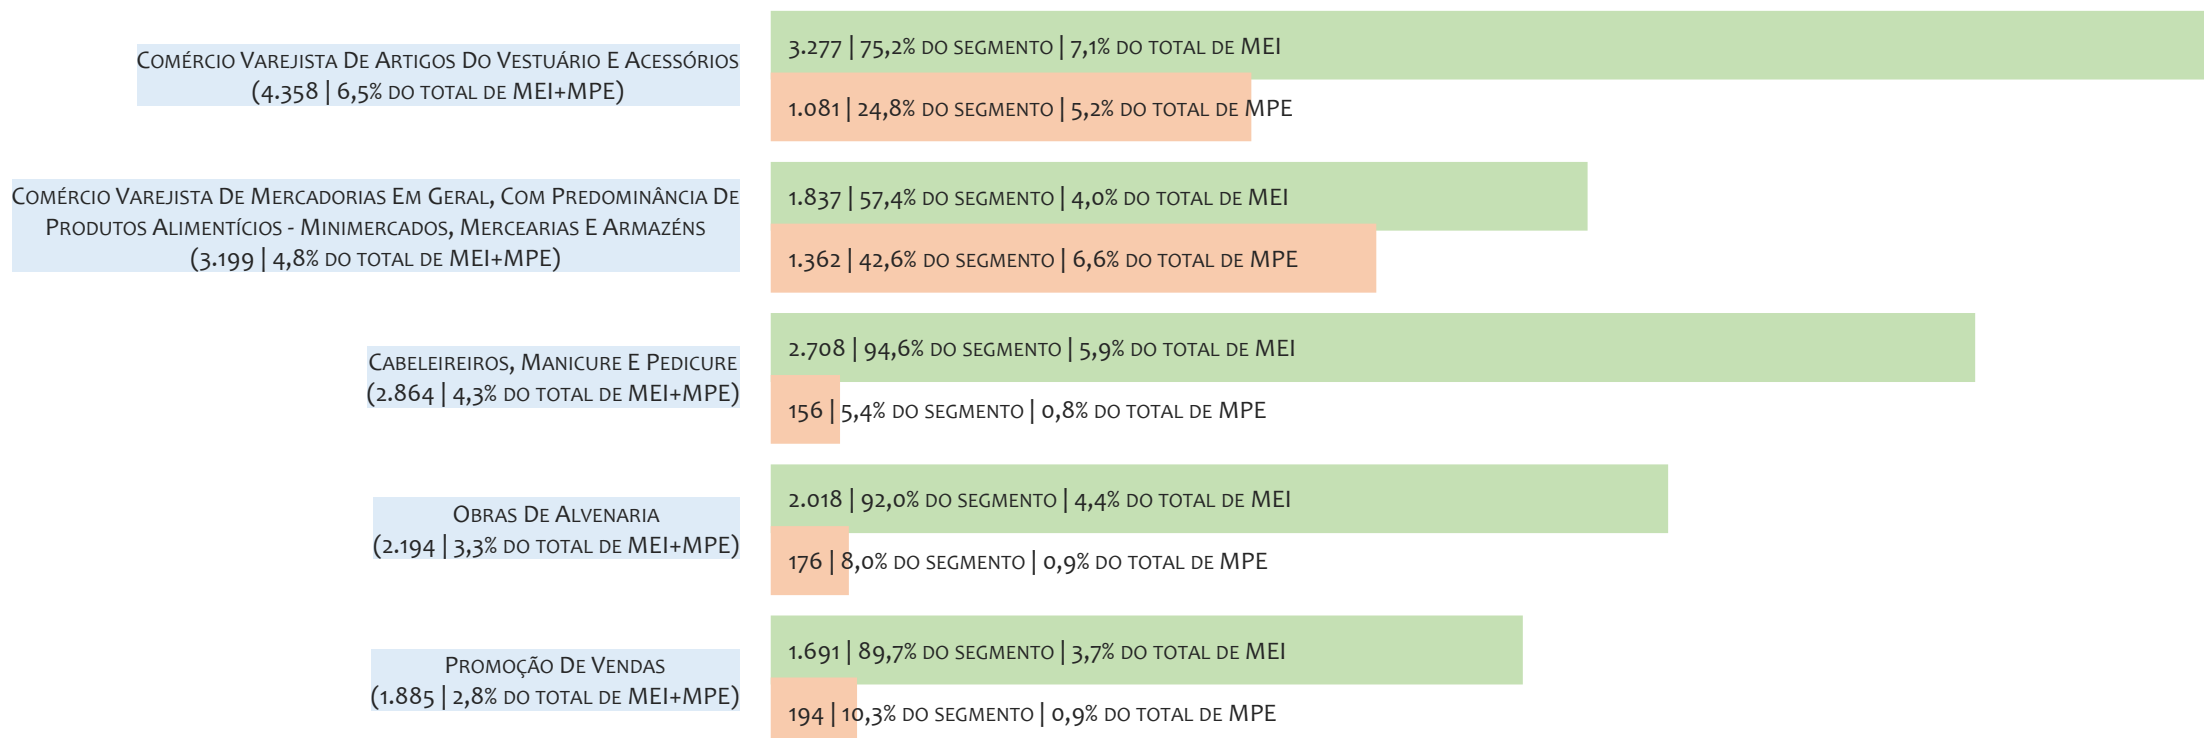 Comércio Varejista De Artigos Do Vestuário E Acessórios
(4.358 | 6,5% do total de MEI+MPE)
3.277 | 75,2% do segmento | 7,1% do total de MEI
1.081 | 24,8% do segmento | 5,2% do total de MPE
Comércio Varejista De Mercadorias Em Geral, Com Predominância De
Produtos Alimentícios - Minimercados, Mercearias E Armazéns
(3.199 | 4,8% do total de MEI+MPE)
1.837 | 57,4% do segmento | 4,0% do total de MEI
1.362 | 42,6% do segmento | 6,6% do total de MPE
Cabeleireiros, Manicure E Pedicure
(2.864 | 4,3% do total de MEI+MPE)
2.708 | 94,6% do segmento | 5,9% do total de MEI
156 | 5,4% do segmento | 0,8% do total de MPE
Obras De Alvenaria
(2.194 | 3,3% do total de MEI+MPE)
2.018 | 92,0% do segmento | 4,4% do total de MEI
176 | 8,0% do segmento | 0,9% do total de MPE
Promoção De Vendas
(1.885 | 2,8% do total de MEI+MPE)
1.691 | 89,7% do segmento | 3,7% do total de MEI
194 | 10,3% do segmento | 0,9% do total de MPE